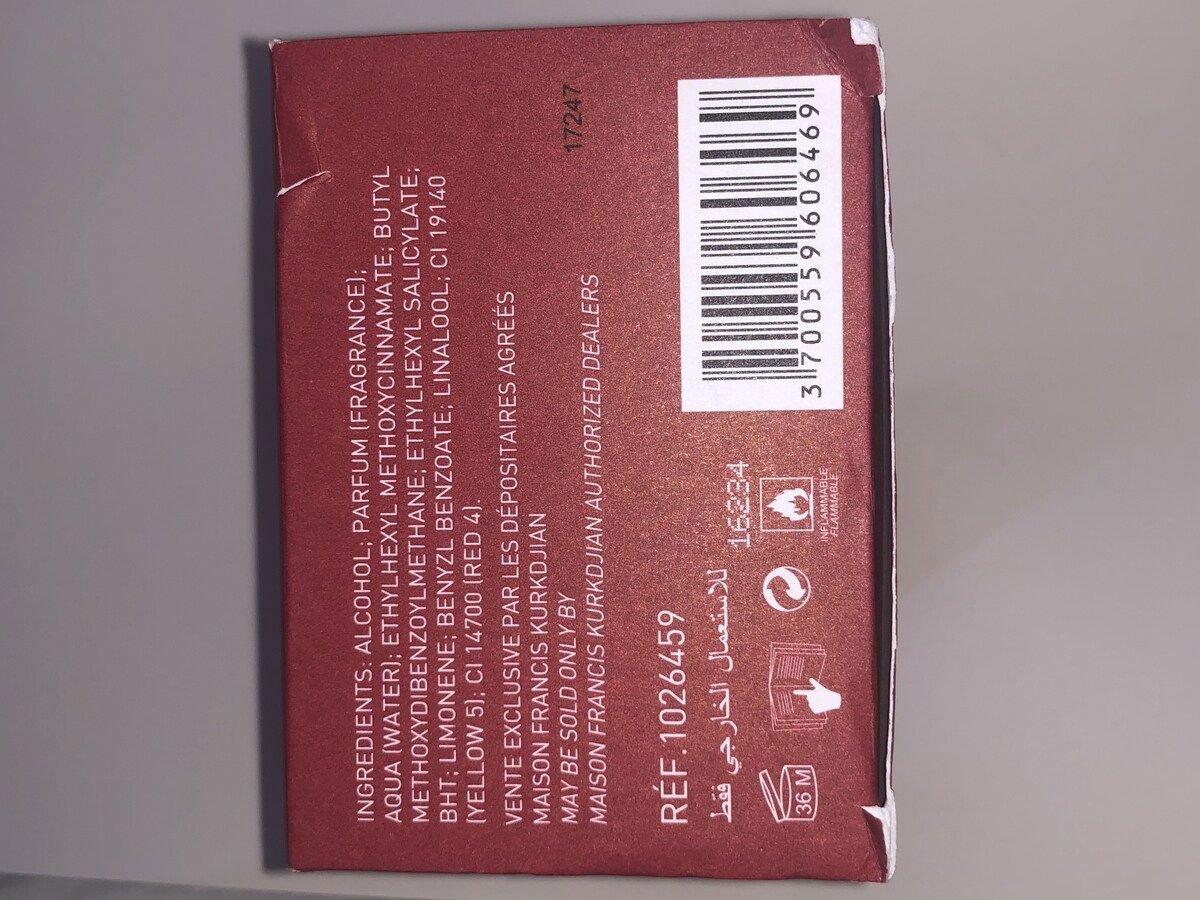 INGREDIENTS: ALCOHOL; PARFUM (FRAGRANCE);
AQUA (WATER); ETHYLHEXYL METHOXYCINNAMATE; BUTYL
METHOXYDIBENZOYLMETHANE; ETHYLHEXYL SALICYLATE;
BHT; LIMONENE; BENYZL BENZOATE; LINALOOL; CI 19140
(YELLOW 5); CI 14700 (RED 4).
VENTE EXCLUSIVE PAR LES DÉPOSITAIRES AGRÉÉS
MAISON FRANCIS KURKDJIAN
MAY BE SOLD ONLY BY
MAISON FRANCIS KURKDJIAN AUTHORIZED DEALERS
17247
RÉF.1026459
للاستعمال الخارجي فقط
16234
36 M
INFLAMMABLE
FLAMMABLE
3 700559 606469